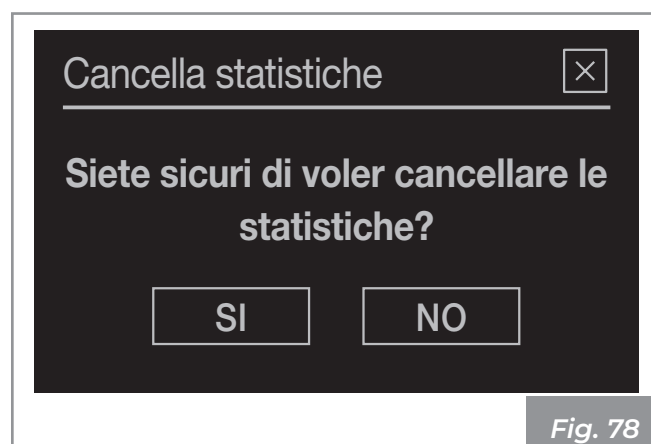 Cancella statistiche
Siete sicuri di voler cancellare le
statistiche?
SI NO
Fig. 78